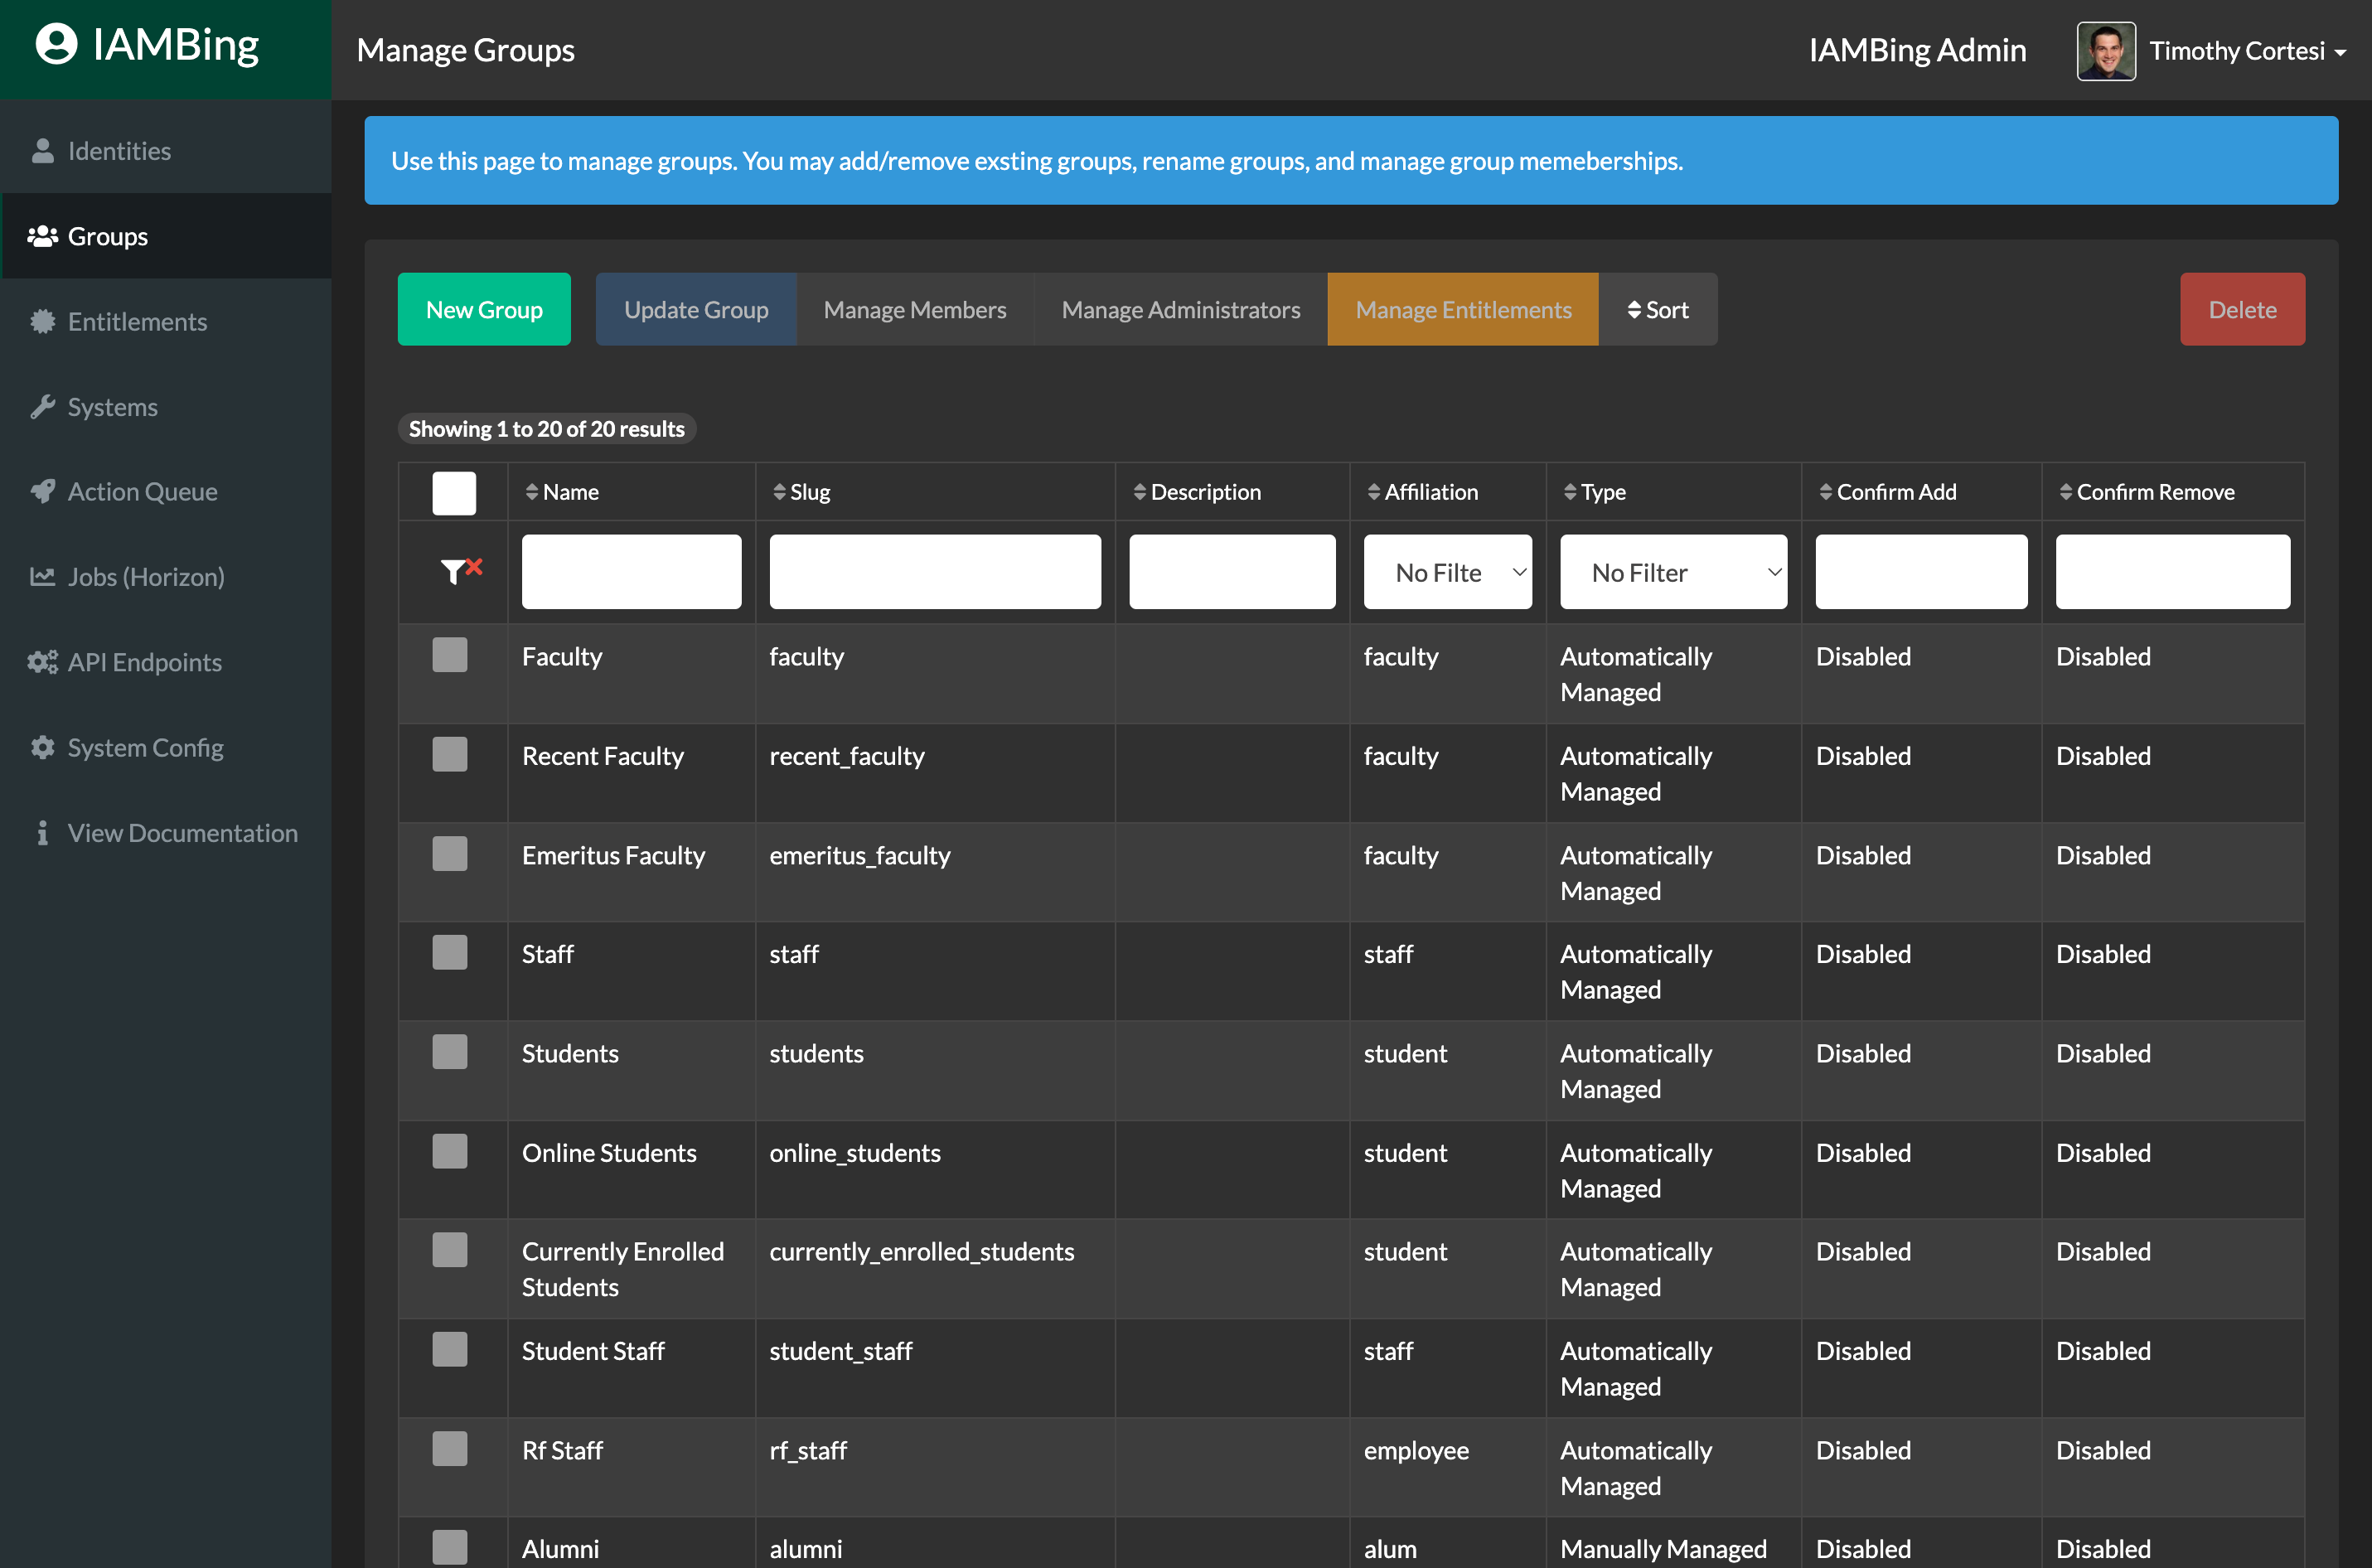 IAMBing
Manage Groups
IAMBing Admin
Timothy Cortesi
Identities
Groups
Entitlements
Systems
Action Queue
Jobs (Horizon)
API Endpoints
System Config
View Documentation
Use this page to manage groups. You may add/remove exsting groups, rename groups, and manage group memeberships.
New Group Update Group Manage Members Manage Administrators Manage Entitlements Sort Delete
Showing 1 to 20 of 20 results
Name Slug Description Affiliation Type Confirm Add Confirm Remove
No Filte No Filter
Faculty faculty faculty Automatically Managed Disabled Disabled
Recent Faculty recent_faculty faculty Automatically Managed Disabled Disabled
Emeritus Faculty emeritus_faculty faculty Automatically Managed Disabled Disabled
Staff staff staff Automatically Managed Disabled Disabled
Students students student Automatically Managed Disabled Disabled
Online Students online_students student Automatically Managed Disabled Disabled
Currently Enrolled Students currently_enrolled_students student Automatically Managed Disabled Disabled
Student Staff student_staff staff Automatically Managed Disabled Disabled
Rf Staff rf_staff employee Automatically Managed Disabled Disabled
Alumni alumni alum Manually Managed Disabled Disabled